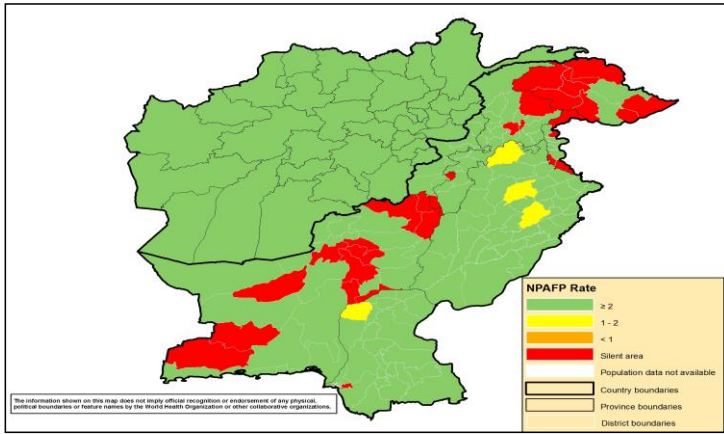 NPAFP Rate
≥ 2
1 - 2
< 1
Silent area
Population data not available
Country boundaries
Province boundaries
District boundaries
The information shown on this map does not imply official recognition or endorsement of any physical,
political boundaries or feature names by the World Health Organization or other collaborative organizations.